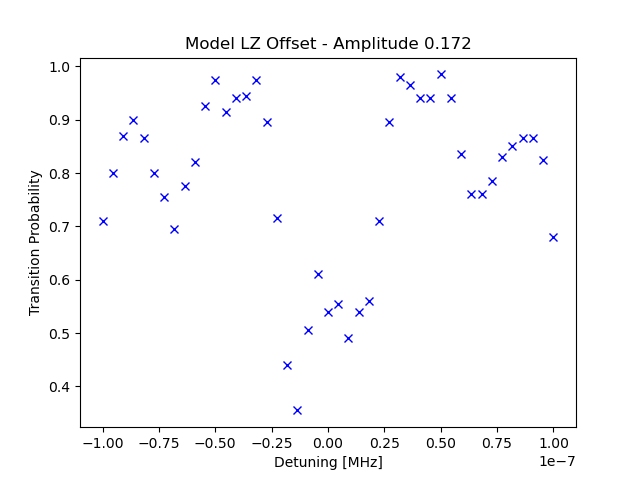 Model LZ Offset - Amplitude 0.172
1.0
0.9
0.8
0.7
0.6
0.5
0.4
Transition Probability
−1.00 −0.75 −0.50 −0.25 0.00 0.25 0.50 0.75 1.00
1e−7
Detuning [MHz]